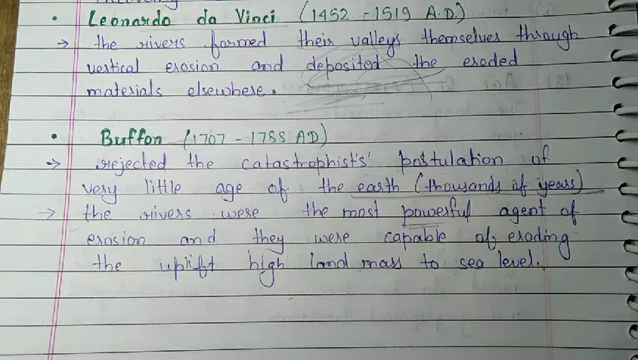 • Leonardo da Vinci (1452 - 1519 A.D.)
→ the rivers formed their valleys themselves through
vertical erosion and deposited the eroded
materials elsewhere.
• Buffon (1707 - 1788 AD)
→ rejected the catastrophist's' postulation of
very little age of the easth (thousands of years)
→ the rivers were the most powerful agent of
erosion and they were capable of eroding
the uplift high land mass to sea level.